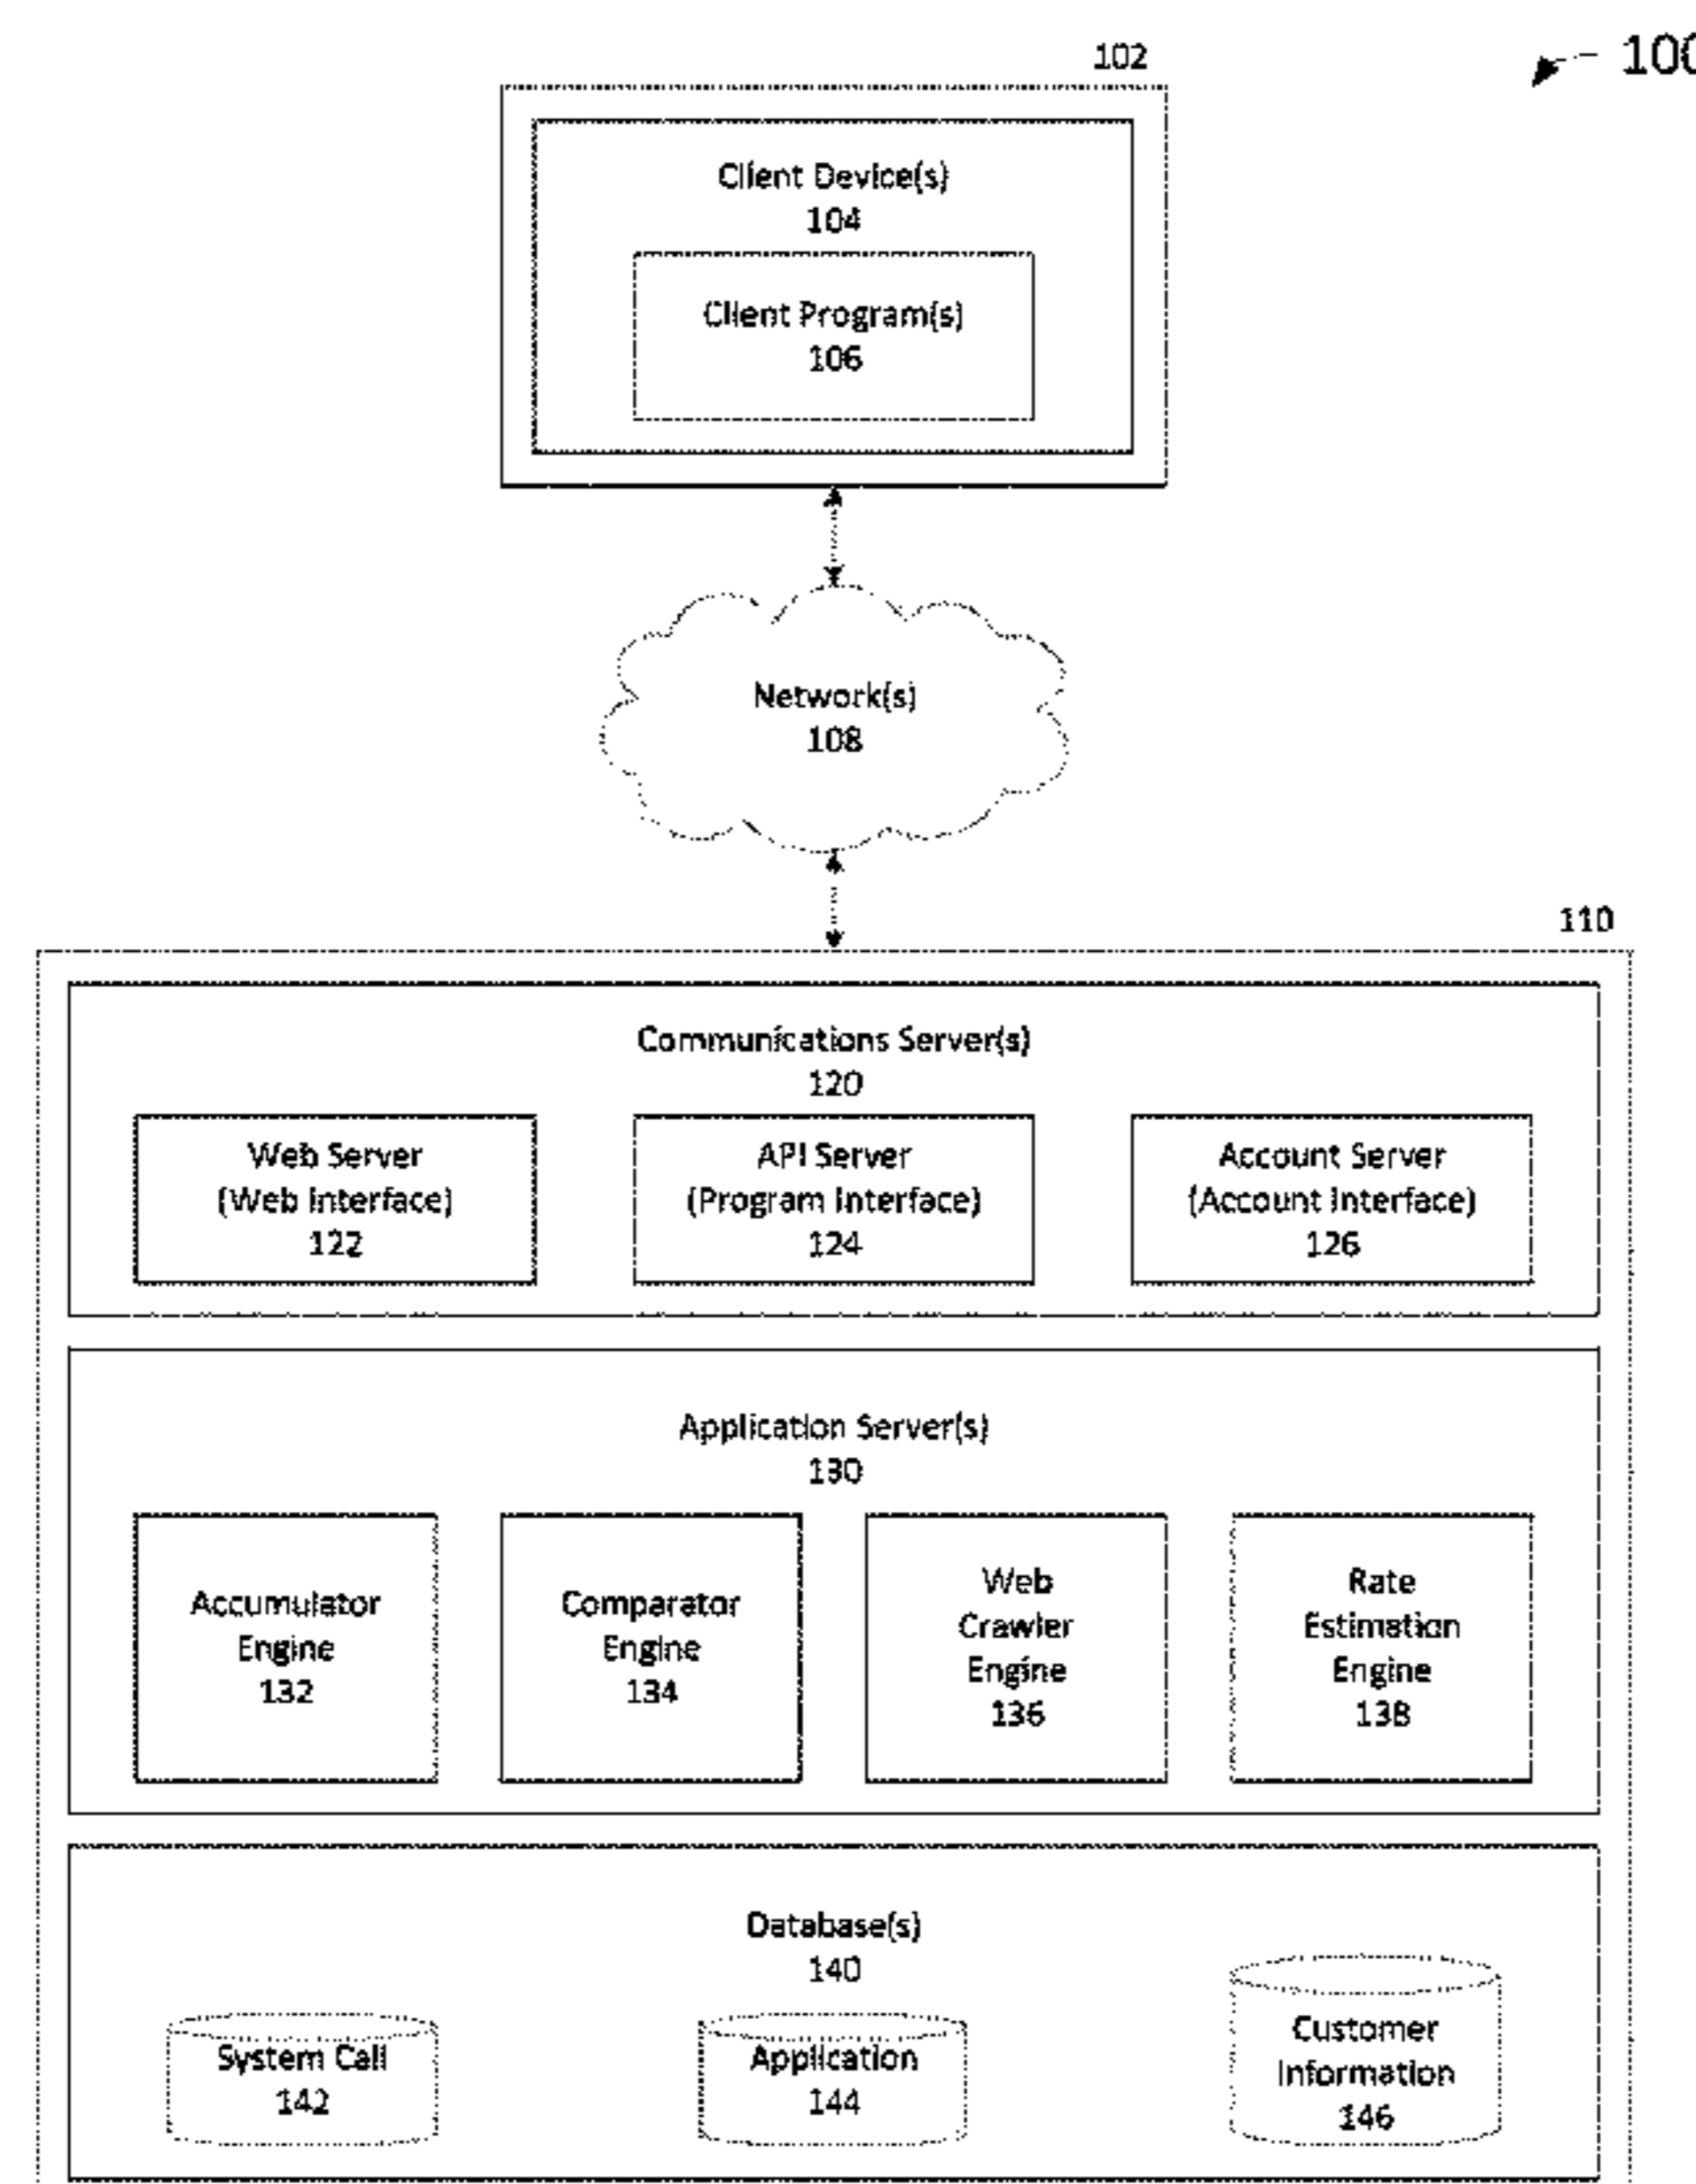 102
100
Client Device(s)
104
Client Program(s)
106
Network(s)
108
110
Communications Server(s)
120
Web Server
(Web Interface)
122
API Server
(Program Interface)
124
Account Server
(Account Interface)
126
Application Server(s)
130
Accumulator
Engine
132
Comparator
Engine
134
Web
Crawler
Engine
136
Rate
Estimation
Engine
138
Database(s)
140
System Call
142
Application
144
Customer
Information
146